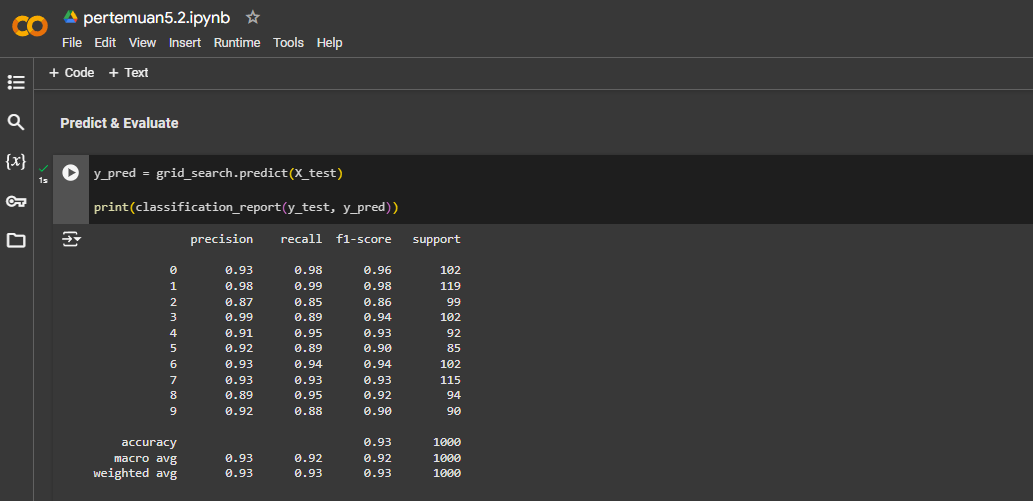 pertemuan5.2.ipynb
File Edit View Insert Runtime Tools Help
+ Code + Text
Predict & Evaluate
y_pred = grid_search.predict(X_test)
1s
print(classification_report(y_test, y_pred))
precision recall f1-score support
0 0.93 0.98 0.96 102
1 0.98 0.99 0.98 119
2 0.87 0.85 0.86 99
3 0.99 0.89 0.94 102
4 0.91 0.95 0.93 92
5 0.92 0.89 0.90 85
6 0.93 0.94 0.94 102
7 0.93 0.93 0.93 115
8 0.89 0.95 0.92 94
9 0.92 0.88 0.90 90
accuracy 0.93 1000
macro avg 0.93 0.92 0.92 1000
weighted avg 0.93 0.93 0.93 1000